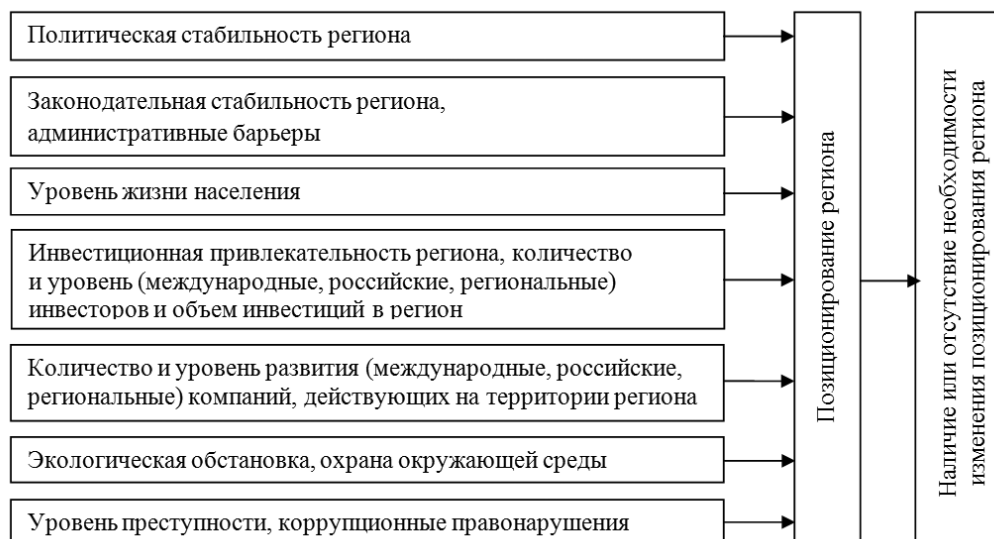 Политическая стабильность региона
Законодательная стабильность региона,
административные барьеры
Уровень жизни населения
Инвестиционная привлекательность региона, количество
и уровень (международные, российские, региональные)
инвесторов и объем инвестиций в регион
Количество и уровень развития (международные, российские,
региональные) компаний, действующих на территории региона
Экологическая обстановка, охрана окружающей среды
Уровень преступности, коррупционные правонарушения
Позиционирование региона
Наличие или отсутствие необходимости
изменения позиционирования региона